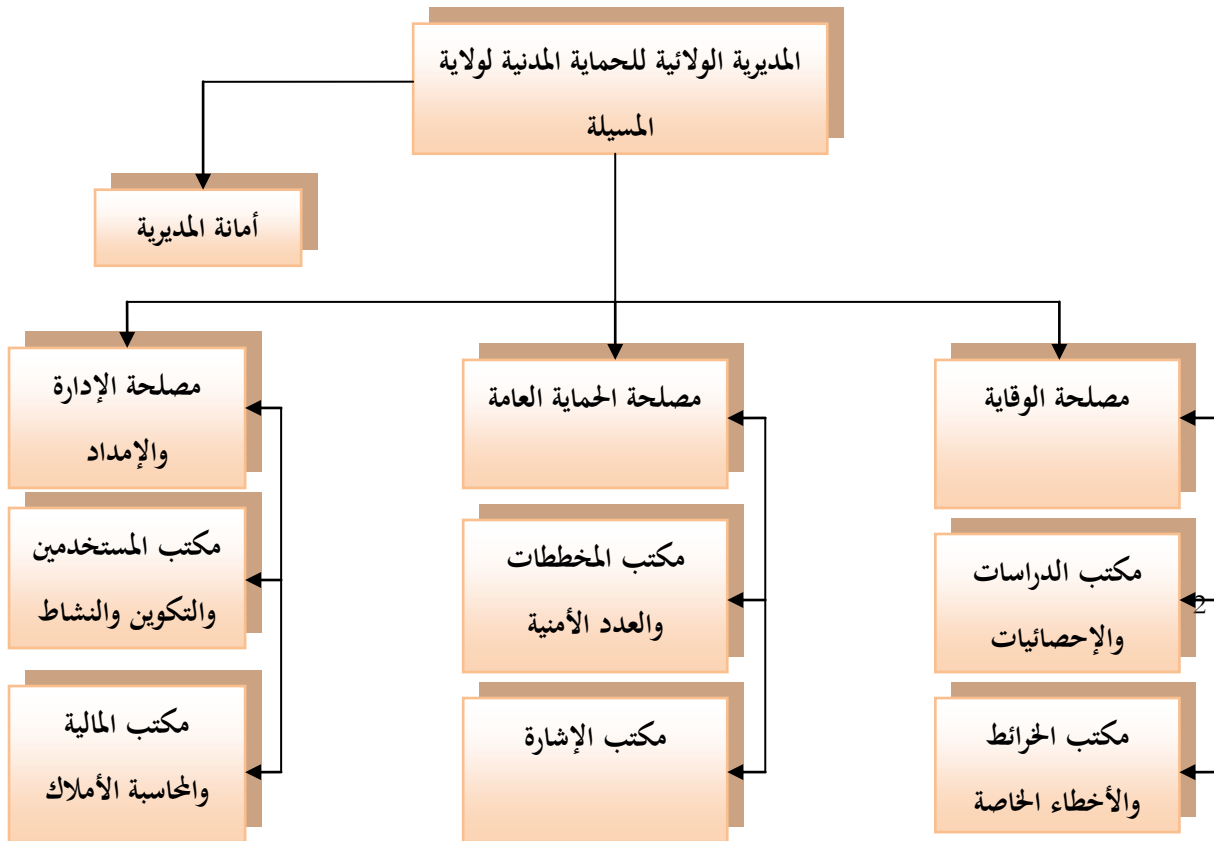 المديرية الولائية للحماية المدنية لولاية
المسيلة
أمانة المديرية
مصلحة الوقاية
مكتب الدراسات
والإحصائيات
مكتب الخرائط
والأخطاء الخاصة
مصلحة الحماية العامة
مكتب المخططات
والعدد الأمنية
مكتب الإشارة
مصلحة الإدارة
والإمداد
مكتب المستخدمين
والتكوين والنشاط
مكتب المالية
والمحاسبة الأملاك
2